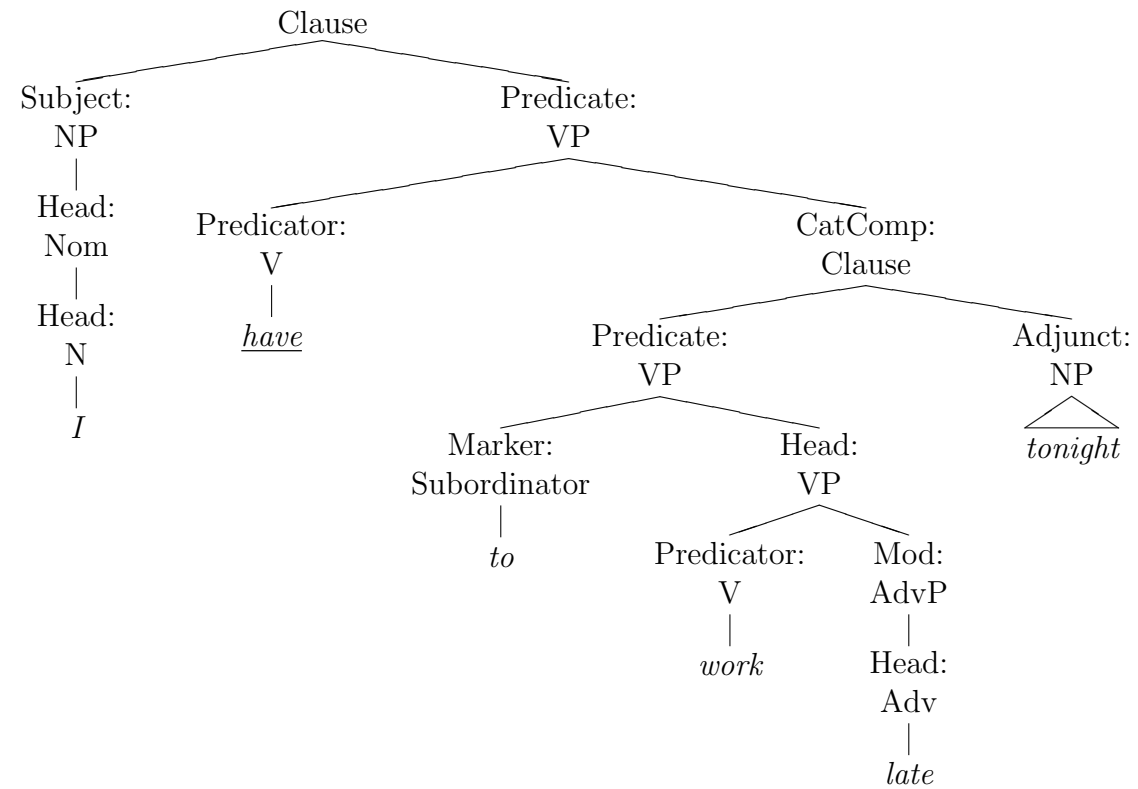 Clause
Subject:
NP
Predicate:
VP
Head:
Nom
Predicator:
V
CatComp:
Clause
Head:
N
have
Predicate:
VP
Adjunct:
NP
I
Marker:
Subordinator
Head:
VP
tonight
to
Predicator:
V
Mod:
AdvP
work
Head:
Adv
late